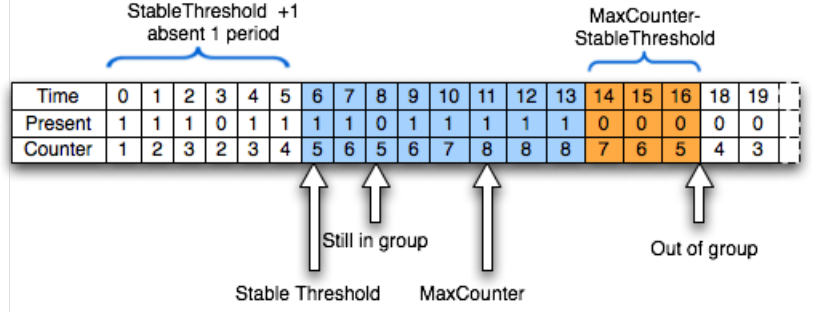 StableThreshold +1
absent 1 period
MaxCounter-
StableThreshold
Time 0 1 2 3 4 5 6 7 8 9 10 11 12 13 14 15 16 18 19
Present 1 1 1 0 1 1 1 1 0 1 1 1 1 1 0 0 0 0 0
Counter 1 2 3 2 3 4 5 6 5 6 7 8 8 8 7 6 5 4 3
Still in group
Out of group
Stable Threshold
MaxCounter